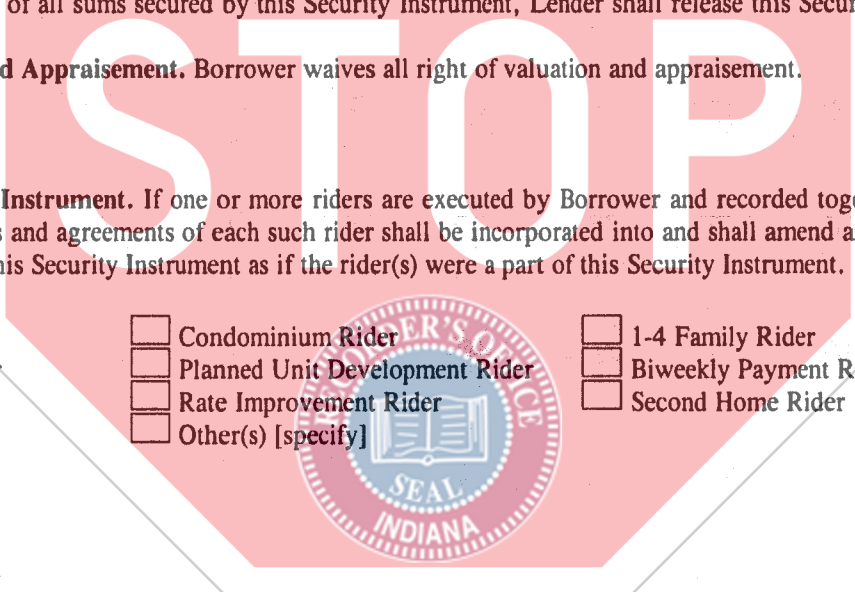 of all sums secured by this Security Instrument, Lender shall release this Secur
d Appraisement. Borrower waives all right of valuation and appraisement.
Instrument. If one or more riders are executed by Borrower and recorded toge
s and agreements of each such rider shall be incorporated into and shall amend a
his Security Instrument as if the rider(s) were a part of this Security Instrument.
Condominium Rider
Planned Unit Development Rider
Rate Improvement Rider
Other(s) [specify]
1-4 Family Rider
Biweekly Payment R
Second Home Rider
STOP
RECORDER'S OFFICE
SEAL
INDIANA